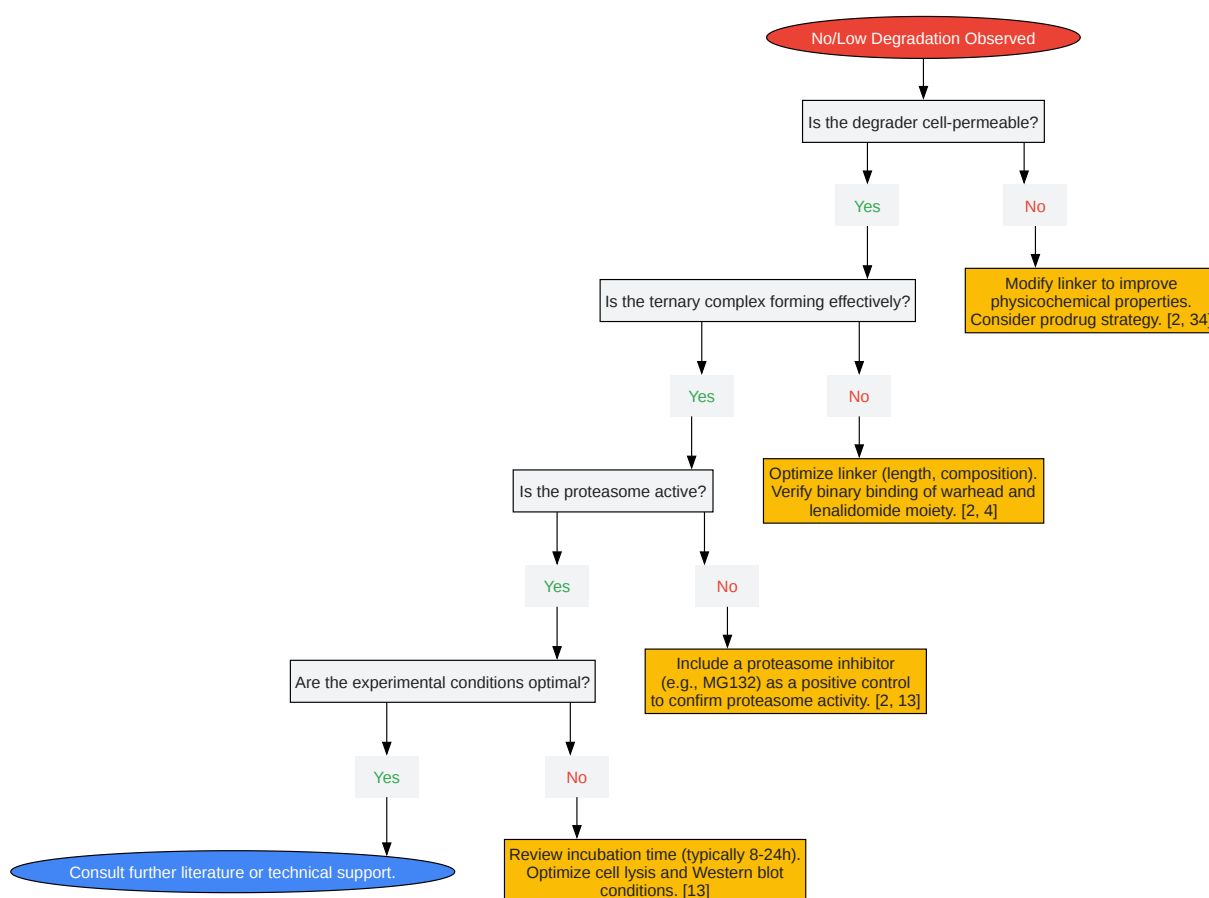 No/Low Degradation Observed
Is the degrader cell-permeable?
Yes
No
Modify linker to improve
physicochemical properties.
Consider prodrug strategy. [2, 34]
Is the ternary complex forming effectively?
Yes
No
Optimize linker (length, composition).
Verify binary binding of warhead and
lenalidomide moiety. [2, 4]
Is the proteasome active?
Yes
No
Include a proteasome inhibitor
(e.g., MG132) as a positive control
to confirm proteasome activity. [2, 13]
Are the experimental conditions optimal?
Yes
No
Consult further literature or technical support.
Review incubation time (typically 8-24h).
Optimize cell lysis and Western blot
conditions. [13]